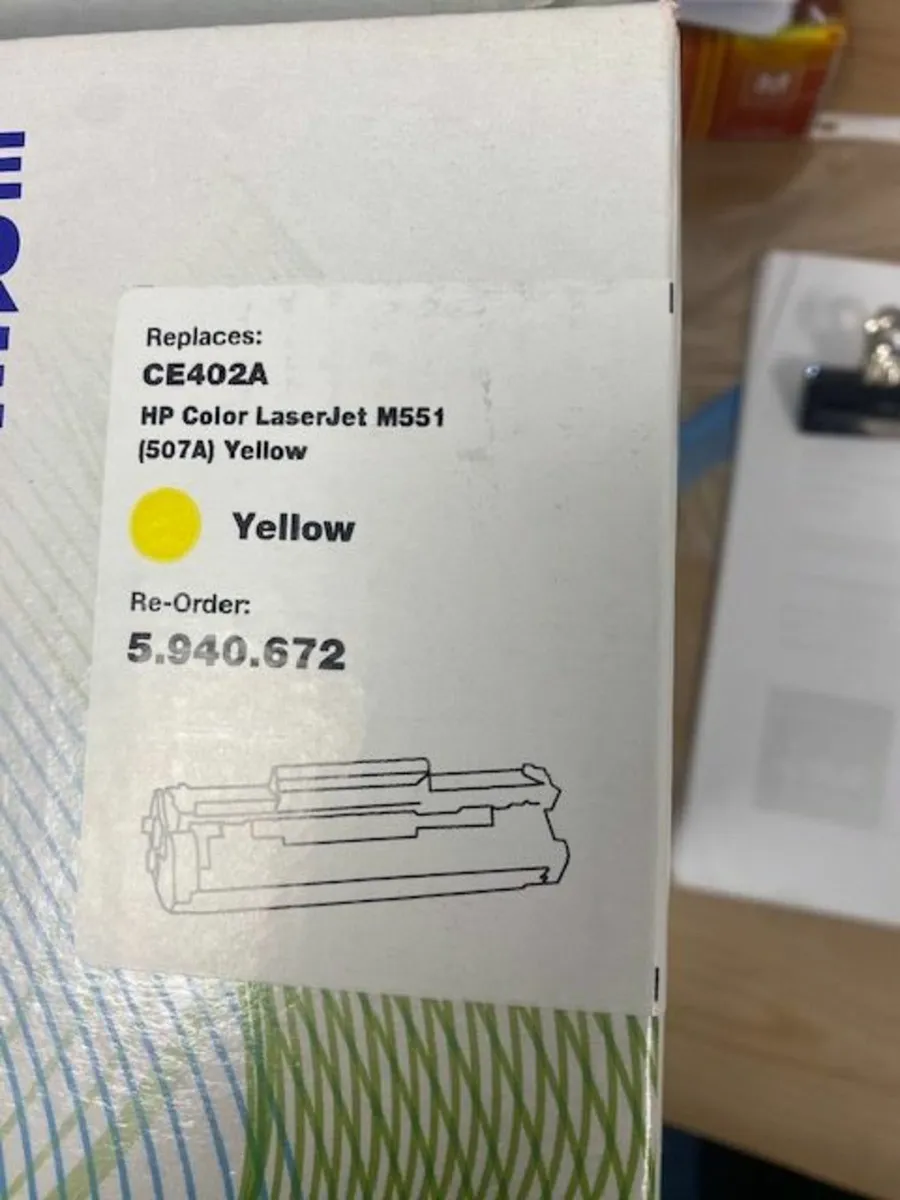 Replaces:
CE402A
HP Color LaserJet M551
(507A) Yellow
Yellow
Re-Order:
5.940.672